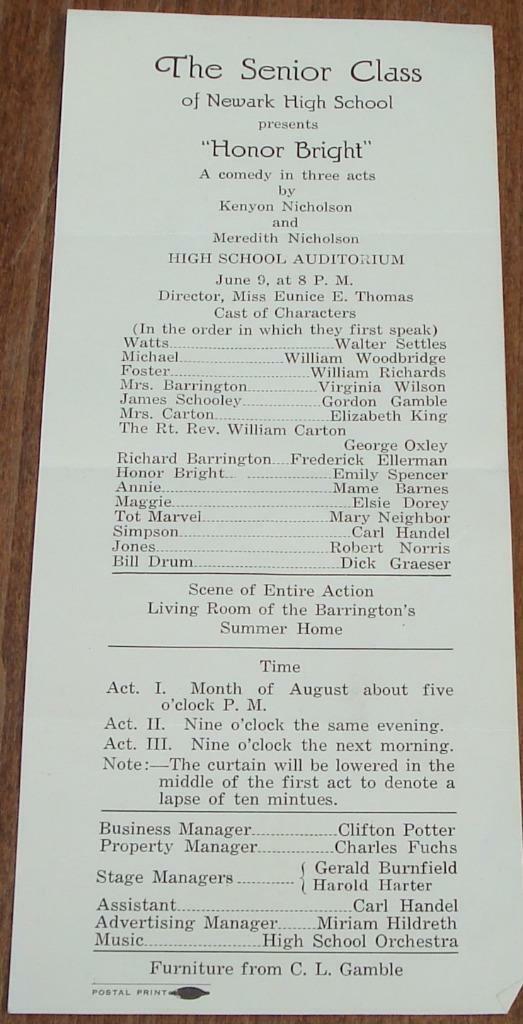 The Senior Class
of Newark High School
presents
"Honor Bright"
A comedy in three acts
by
Kenyon Nicholson
and
Meredith Nicholson
HIGH SCHOOL AUDITORIUM
June 9, at 8 P. M.
Director, Miss Eunice E. Thomas
Cast of Characters
(In the order in which they first speak)
Watts........................Walter Settles
Michael..................William Woodbridge
Foster........................William Richards
Mrs. Barrington............Virginia Wilson
James Schooley..............Gordon Gamble
Mrs. Carton....................Elizabeth King
The Rt. Rev. William Carton
George Oxley
Richard Barrington....Frederick Ellerman
Honor Bright.. ..............Emily Spencer
Annie..............................Mame Barnes
Maggie................................Elsie Dorey
Tot Marvel......................Mary Neighbor
Simpson............................Carl Handel
Jones..............................Robert Norris
Bill Drum..........................Dick Graeser
Scene of Entire Action
Living Room of the Barrington's
Summer Home
Time
Act. I. Month of August about five
o'clock P. M.
Act. II. Nine o'clock the same evening.
Act. III. Nine o'clock the next morning.
Note:—The curtain will be lowered in the
middle of the first act to denote a
lapse of ten mintues.
Business Manager..............Clifton Potter
Property Manager..............Charles Fuchs
Stage Managers .......... { Gerald Burnfield
Harold Harter
Assistant............................Carl Handel
Advertising Manager......Miriam Hildreth
Music..................High School Orchestra
Furniture from C. L. Gamble
POSTAL PRINT